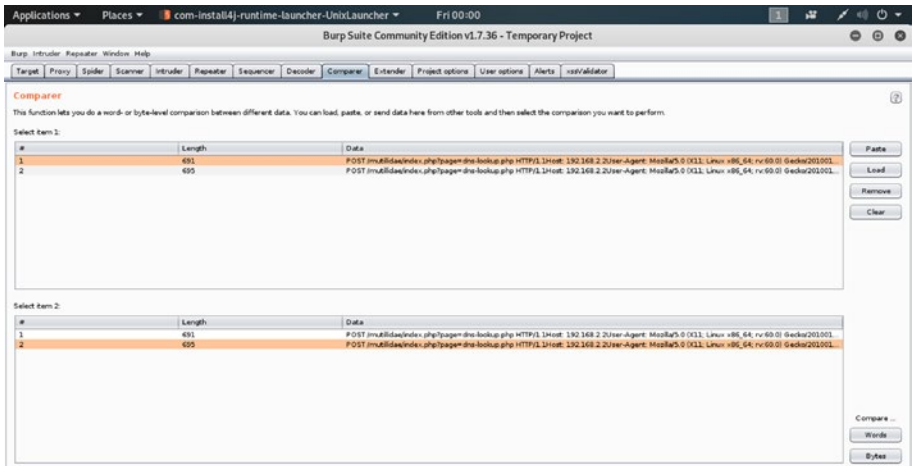 Applications Places com-install4j-runtime-launcher-UnixLauncher Fri 00:00 1
Burp Suite Community Edition v1.7.36 - Temporary Project
Burp Intruder Repeater Window Help
Target Proxy Spider Scanner Intruder Repeater Sequencer Decoder Comparer Extender Project options User options Alerts xssValidator
Comparer ?
This function lets you do a word- or byte-level comparison between different data. You can load, paste, or send data here from other tools and then select the comparison you want to perform.
Select item 1:
# Length Data
1 691 POST /mutillidae/index.php?page=dns-lookup.php HTTP/1.1Host: 192.168.2.2User-Agent: Mozilla/5.0 (X11; Linux x86_64; rv:60.0) Gecko/201001...
2 695 POST /mutillidae/index.php?page=dns-lookup.php HTTP/1.1Host: 192.168.2.2User-Agent: Mozilla/5.0 (X11; Linux x86_64; rv:60.0) Gecko/201001...
Paste
Load
Remove
Clear
Select item 2:
# Length Data
1 691 POST /mutillidae/index.php?page=dns-lookup.php HTTP/1.1Host: 192.168.2.2User-Agent: Mozilla/5.0 (X11; Linux x86_64; rv:60.0) Gecko/201001...
2 695 POST /mutillidae/index.php?page=dns-lookup.php HTTP/1.1Host: 192.168.2.2User-Agent: Mozilla/5.0 (X11; Linux x86_64; rv:60.0) Gecko/201001...
Compare ...
Words
Bytes